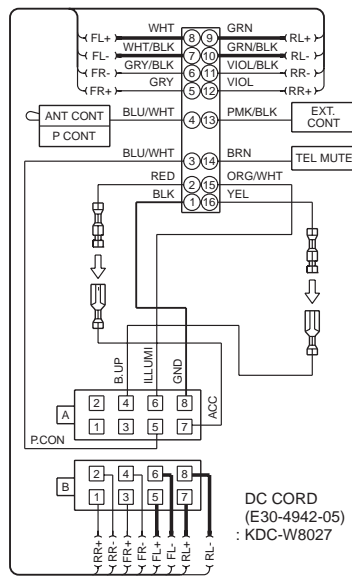 FL+ WHT 8 9 GRN RL+
FL- WHT/BLK 7 10 GRN/BLK RL-
FR- GRY/BLK 6 11 VIOL/BLK RR-
FR+ GRY 5 12 VIOL RR+
ANT CONT BLU/WHT 4 13 PMK/BLK EXT. CONT
P CONT
BLU/WHT 3 14 BRN TEL MUTE
RED 2 15 ORG/WHT
BLK 1 16 YEL
B.UP ILLUMI GND ACC
A 2 4 6 8
1 3 5 7
P.CON
B 2 4 6 8
1 3 5 7
RR+ RR- FR+ FR- FL+ FL- RL+ RL-
DC CORD
(E30-4942-05)
: KDC-W8027